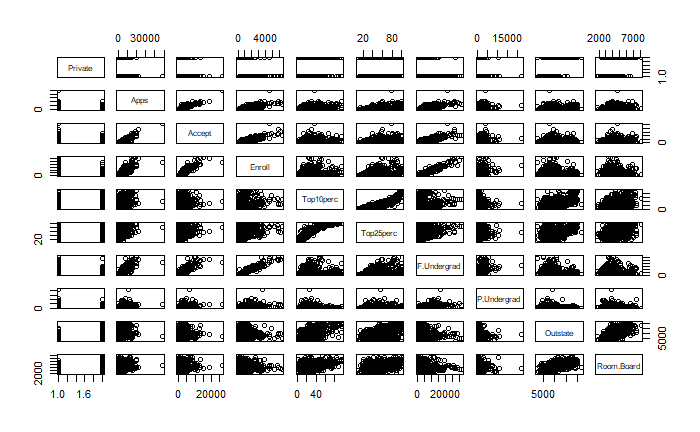 0 30000 0 4000 20 80 0 15000 2000 7000
Private 1.0
0 Apps
Accept 0
0 Enroll
Top10perc 0
20 Top25perc
F.Undergrad 0
0 P.Undergrad
Outstate 5000
2000 Room.Board
1.0 1.6 0 20000 0 40 0 20000 5000